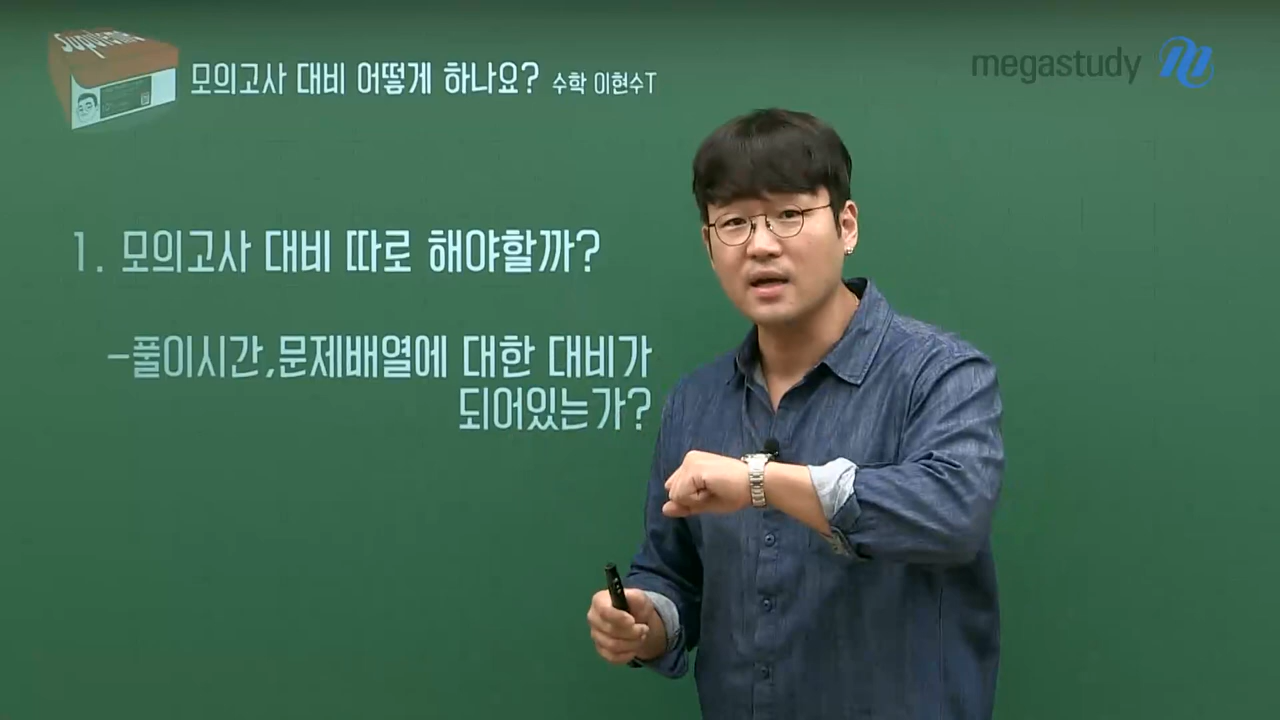 Supreme
모의고사 대비 어떻게 하나요? 수학 이현수T
megastudy
1. 모의고사 대비 따로 해야할까?
-풀이시간,문제배열에 대한 대비가
되어있는가?